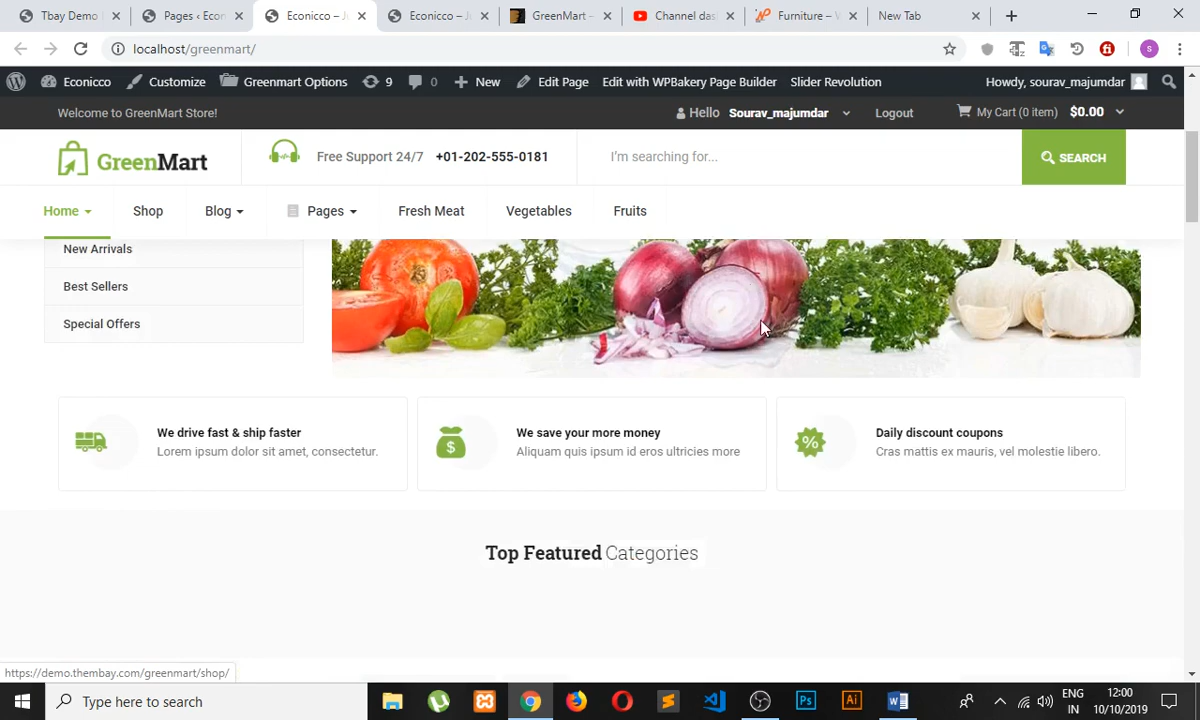 Tbay Demo
Pages ‹ Econ
Econicco – Ju
Econicco – Ju
GreenMart –
Channel das
Furniture – W
New Tab
localhost/greenmart/
Econicco
Customize
Greenmart Options
9
0
New
Edit Page
Edit with WPBakery Page Builder
Slider Revolution
Howdy, sourav_majumdar
Welcome to GreenMart Store!
Hello Sourav_majumdar
Logout
My Cart (0 item) $0.00
GreenMart
Free Support 24/7 +01-202-555-0181
I'm searching for...
SEARCH
Home
Shop
Blog
Pages
Fresh Meat
Vegetables
Fruits
New Arrivals
Best Sellers
Special Offers
We drive fast & ship faster
Lorem ipsum dolor sit amet, consectetur.
We save your more money
Aliquam quis ipsum id eros ultricies more
Daily discount coupons
Cras mattis ex mauris, vel molestie libero.
Top Featured Categories
https://demo.thembay.com/greenmart/shop/
Type here to search
ENG
IN
12:00
10/10/2019